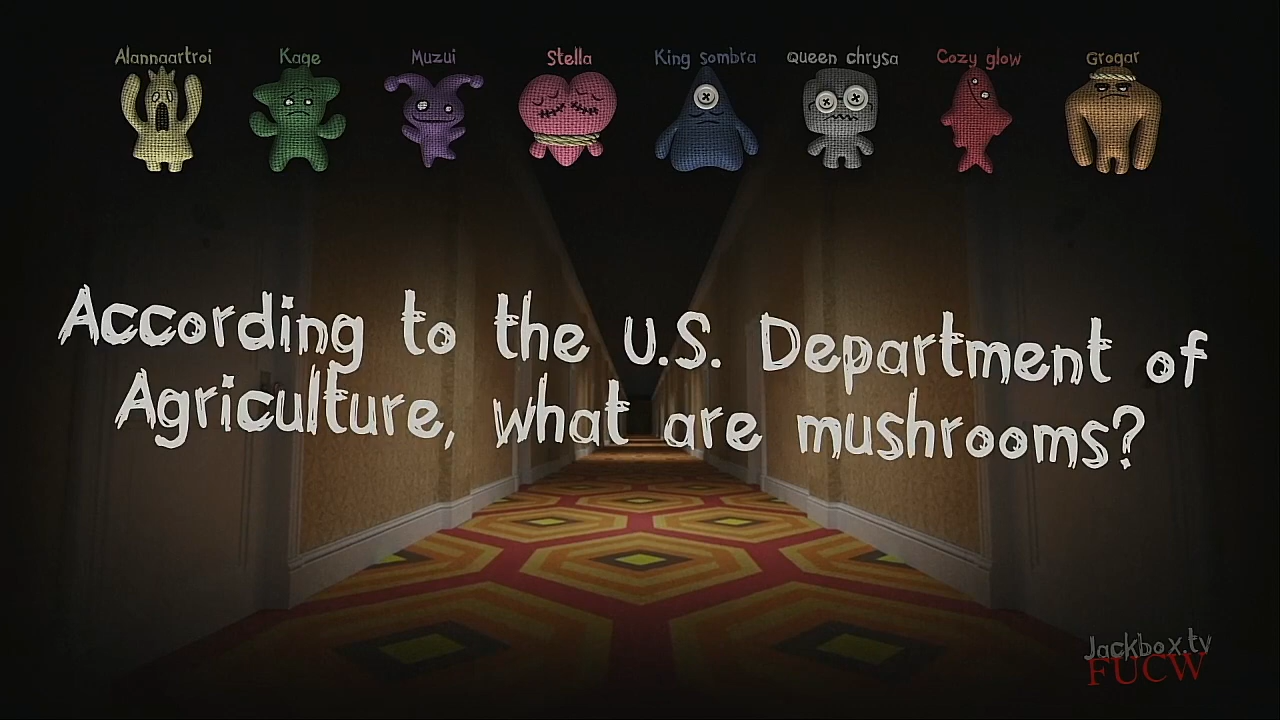 Alannaartroi Kage Muzui Stella King sombra Queen chrysa Cozy glow Grogar
According to the U.S. Department of
Agriculture, what are mushrooms?
Jackbox.tv
FUCW